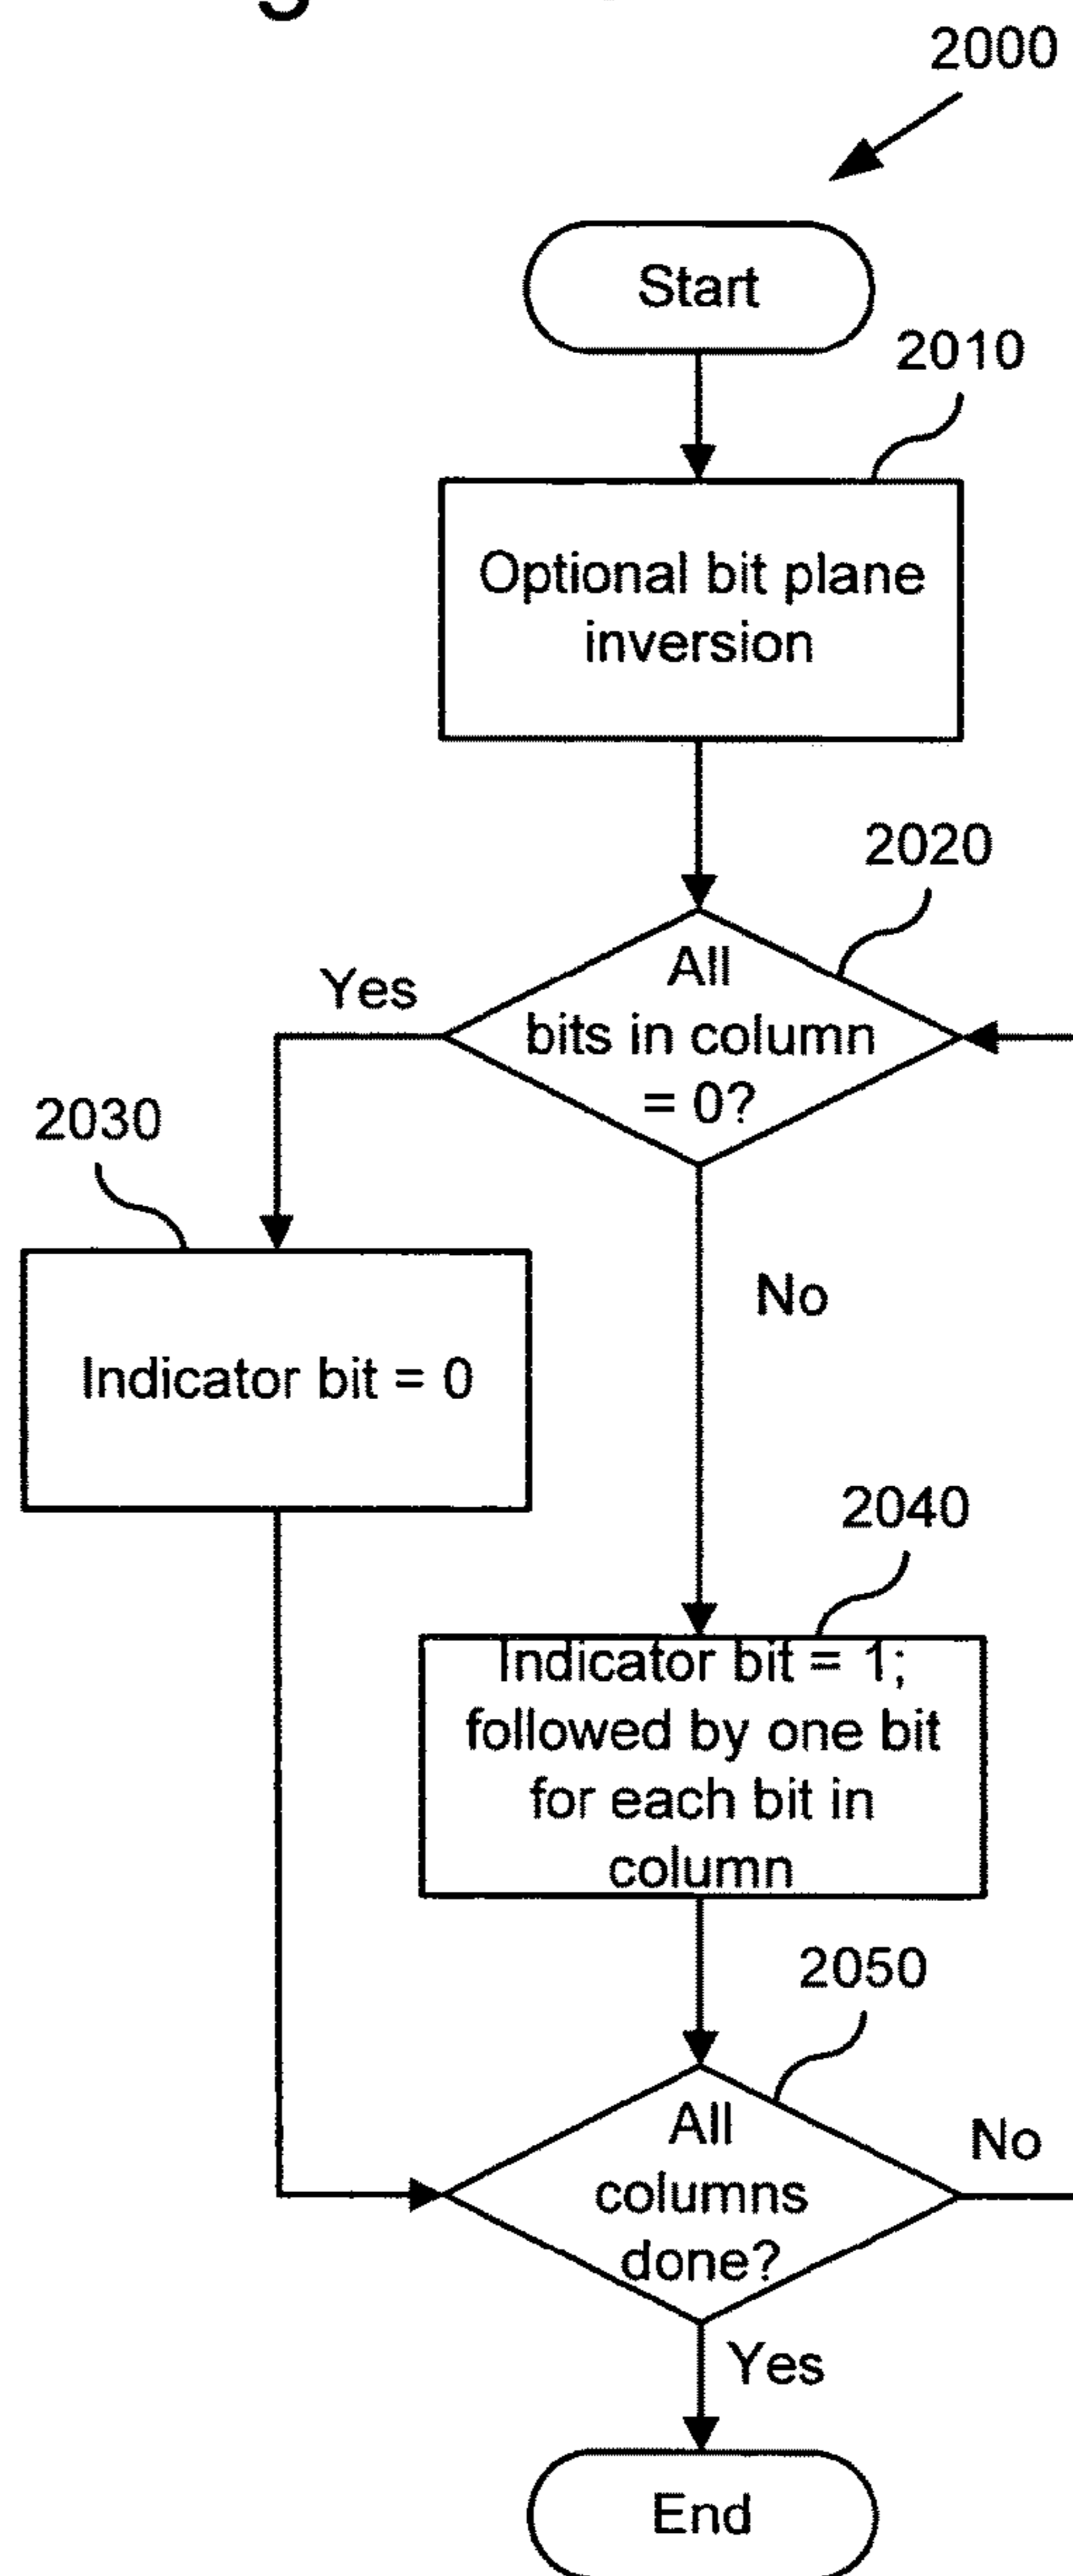 2000
Start
2010
Optional bit plane
inversion
2020
All
bits in column
= 0?
Yes
2030
No
Indicator bit = 0
2040
Indicator bit = 1;
followed by one bit
for each bit in
column
2050
All
columns
done?
No
Yes
End